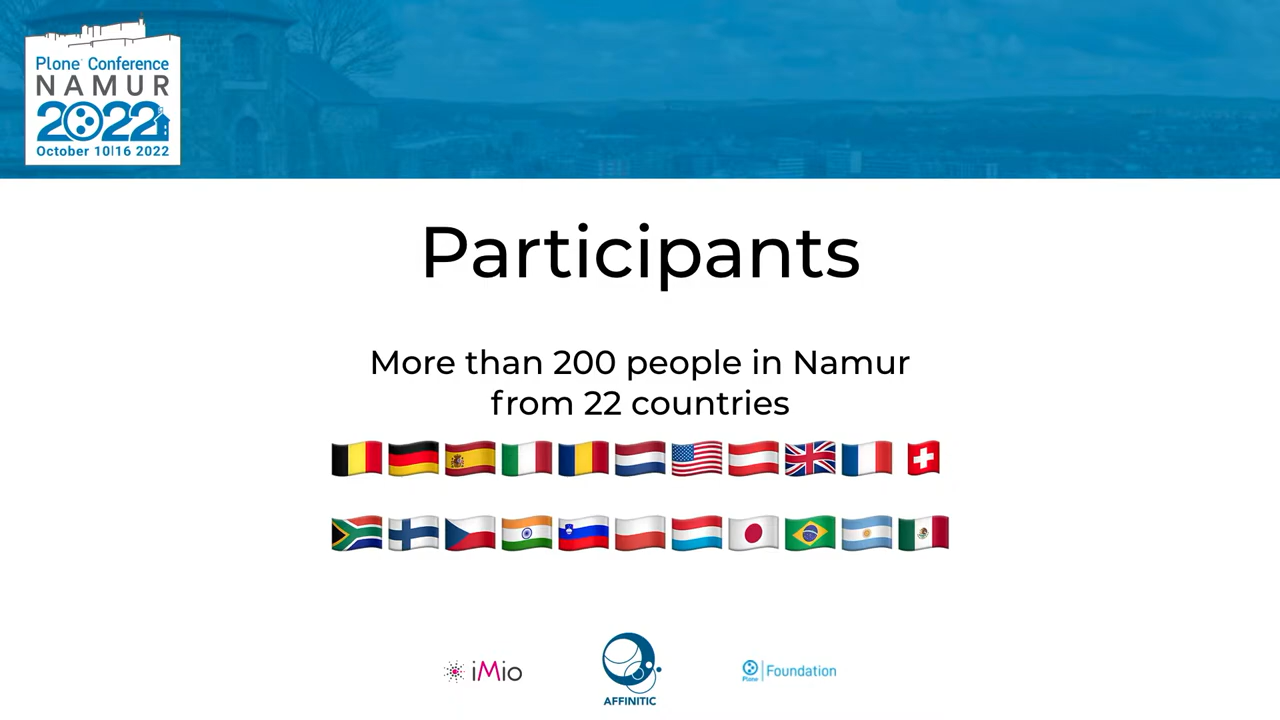 Plone® Conference
NAMUR
2022
October 10|16 2022
Participants
More than 200 people in Namur
from 22 countries
iMio
AFFINITIC
Plone
Foundation